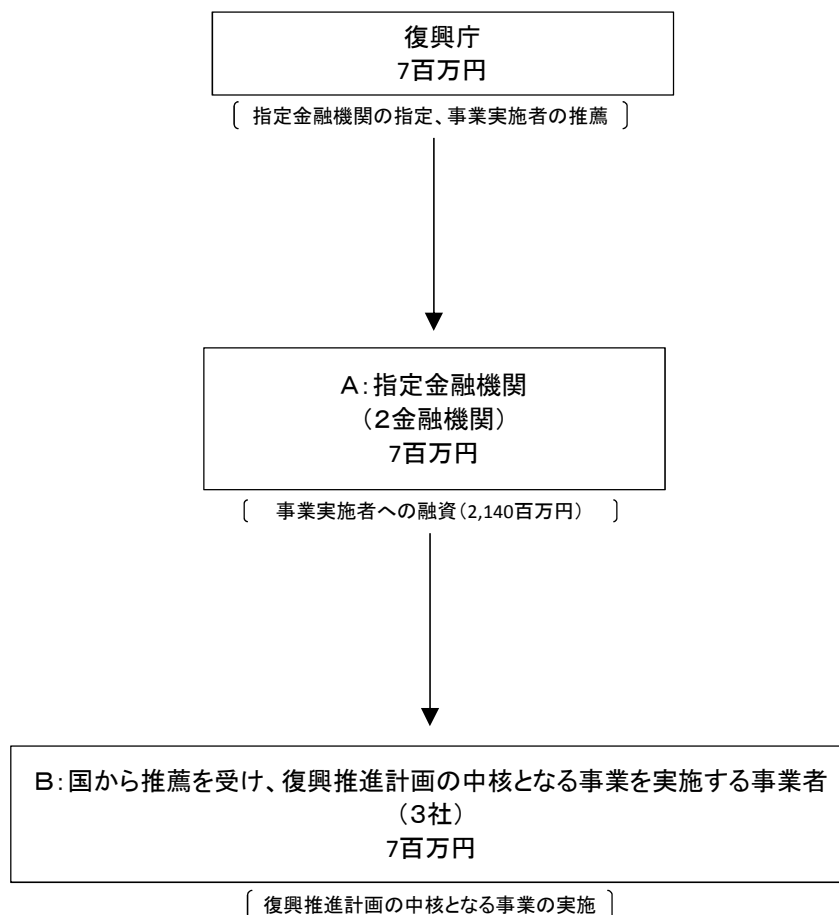 復興庁
7百万円
〔 指定金融機関の指定、事業実施者の推薦 〕
A:指定金融機関
(2金融機関)
7百万円
〔 事業実施者への融資(2,140百万円) 〕
B:国から推薦を受け、復興推進計画の中核となる事業を実施する事業者
(3社)
7百万円
〔 復興推進計画の中核となる事業の実施 〕